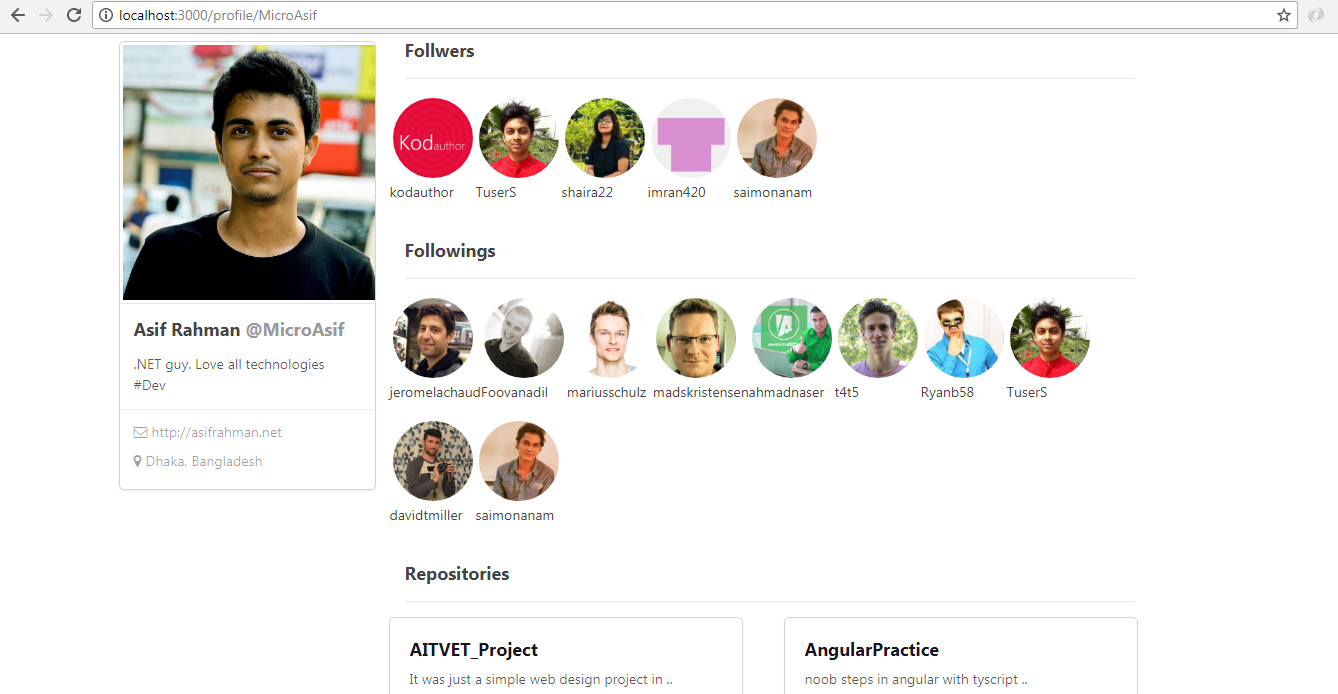 localhost:3000/profile/MicroAsif
Follwers
Kodauthor
kodauthor TuserS shaira22 imran420 saimonanam
Followings
jeromelachaud Foovanadil mariusschulz madskristensen ahmadnaser t4t5 Ryanb58 TuserS
davidtmiller saimonanam
Asif Rahman @MicroAsif
.NET guy. Love all technologies
#Dev
http://asifrahman.net
Dhaka, Bangladesh
Repositories
AITVET_Project
It was just a simple web design project in ..
AngularPractice
noob steps in angular with tyscript ..